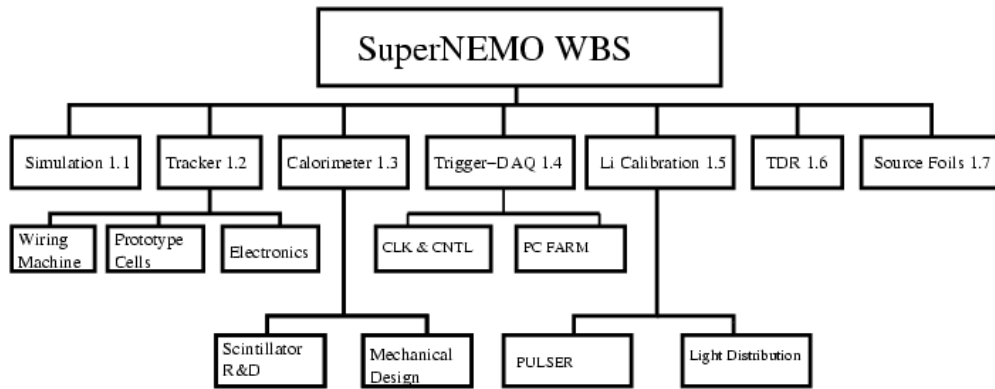 SuperNEMO WBS
Simulation 1.1
Tracker 1.2
Calorimeter 1.3
Trigger–DAQ 1.4
Li Calibration 1.5
TDR 1.6
Source Foils 1.7
Wiring
Machine
Prototype
Cells
Electronics
CLK & CNTL
PC FARM
Scintillator
R&D
Mechanical
Design
PULSER
Light Distribution